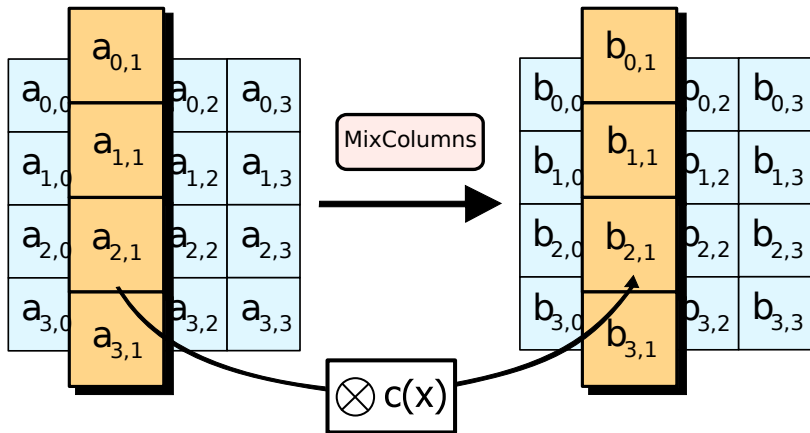 a0,1 b0,1
a0,0 a0,2 a0,3 b0,0 b0,2 b0,3
MixColumns
a1,1 b1,1
a1,0 a1,2 a1,3 b1,0 b1,2 b1,3
a2,1 b2,1
a2,0 a2,2 a2,3 b2,0 b2,2 b2,3
a3,0 a3,2 a3,3 b3,0 b3,2 b3,3
a3,1 b3,1
⊗ c(x)